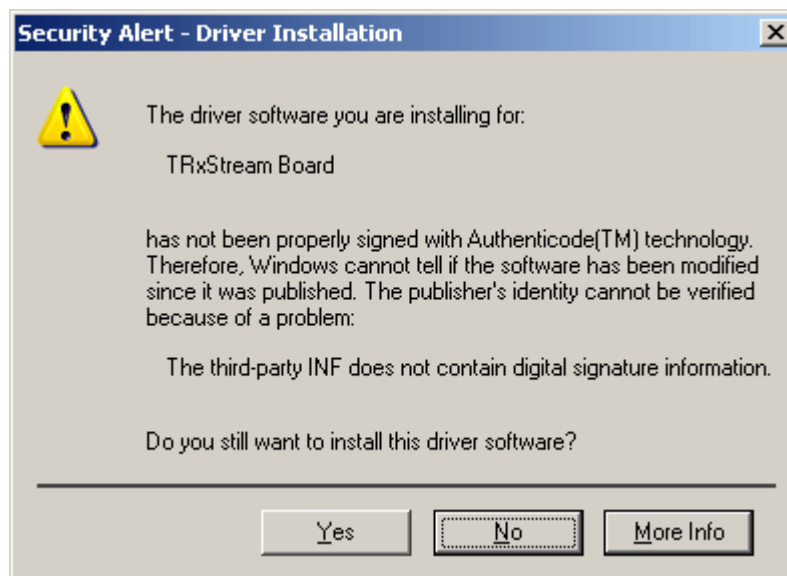 Security Alert - Driver Installation
The driver software you are installing for:
TRxStream Board
has not been properly signed with Authenticode(TM) technology.
Therefore, Windows cannot tell if the software has been modified
since it was published. The publisher's identity cannot be verified
because of a problem:
The third-party INF does not contain digital signature information.
Do you still want to install this driver software?
Yes No More Info